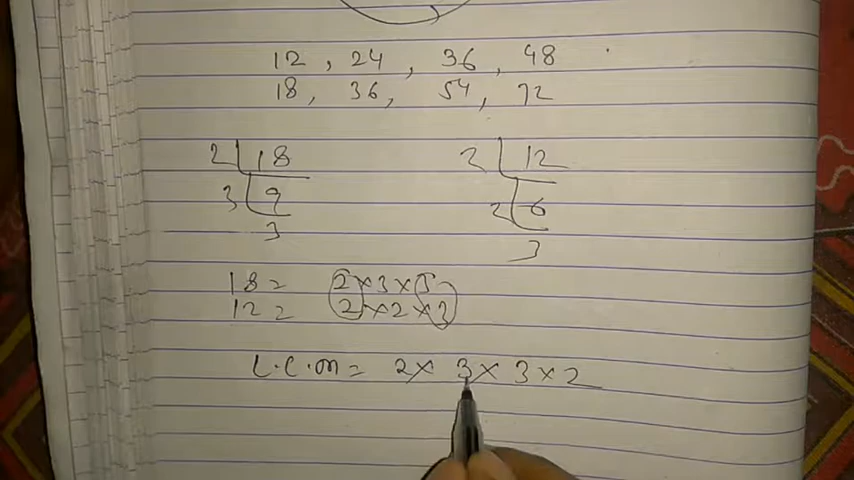 12 , 24 , 36 , 48
18 , 36 , 54 , 72
2 18 2 12
3 9 2 6
3 3
18 = 2 × 3 × 3
12 = 2 × 2 × 3
L.C.M = 2 × 3 × 3 × 2